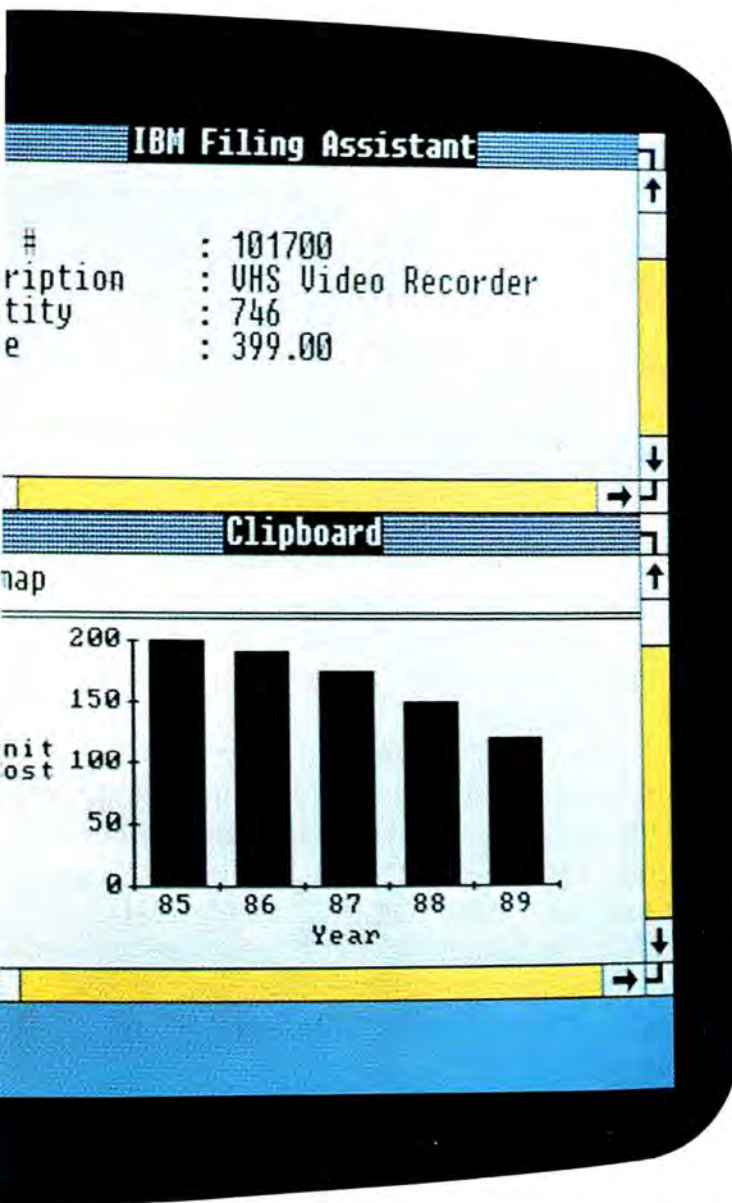 IBM Filing Assistant
# : 101700
ription : VHS Video Recorder
tity : 746
e : 399.00
Clipboard
map
200
150
nit
ost 100
50
0
85 86 87 88 89
Year